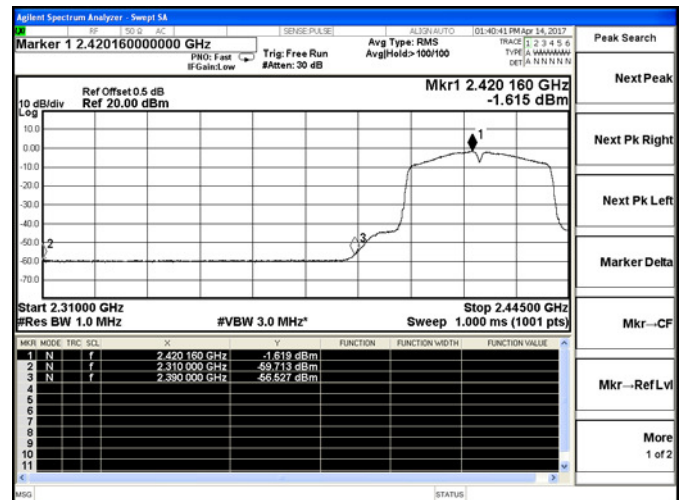 Agilent Spectrum Analyzer - Swept SA
RF 50 Ω AC SENSE:PULSE ALIGN AUTO 01:40:41 PM Apr 14, 2017
Marker 1 2.420160000000 GHz
PNO: Fast
IFGain:Low
Trig: Free Run
#Atten: 30 dB
Avg Type: RMS
Avg|Hold:>100/100
TRACE 1 2 3 4 5 6
TYPE A WWWWW
DET A N N N N N
Peak Search
Ref Offset 0.5 dB
Ref 20.00 dBm
10 dB/div
Log
Mkr1 2.420 160 GHz
-1.615 dBm
10.0
0.00
-10.0
-20.0
-30.0
-40.0
-50.0
-60.0
-70.0
1
2
3
Start 2.31000 GHz
#Res BW 1.0 MHz
#VBW 3.0 MHz*
Stop 2.44500 GHz
Sweep 1.000 ms (1001 pts)
MKR MODE TRC SCL X Y FUNCTION FUNCTION WIDTH FUNCTION VALUE
1 N f 2.420 160 GHz -1.619 dBm
2 N f 2.310 000 GHz -59.713 dBm
3 N f 2.390 000 GHz -56.527 dBm
4
5
6
7
8
9
10
11
MSG STATUS
Next Peak
Next Pk Right
Next Pk Left
Marker Delta
Mkr→CF
Mkr→Ref Lvl
More
1 of 2